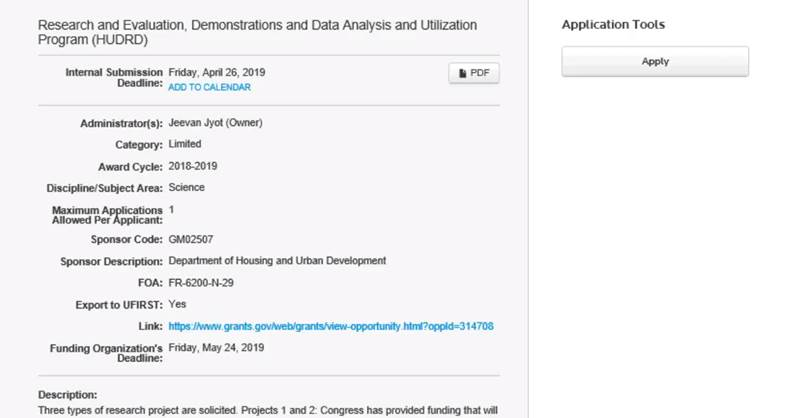 Research and Evaluation, Demonstrations and Data Analysis and Utilization
Program (HUDRD)
Internal Submission Deadline: Friday, April 26, 2019
ADD TO CALENDAR
PDF
Administrator(s): Jeevan Jyot (Owner)
Category: Limited
Award Cycle: 2018-2019
Discipline/Subject Area: Science
Maximum Applications Allowed Per Applicant: 1
Sponsor Code: GM02507
Sponsor Description: Department of Housing and Urban Development
FOA: FR-6200-N-29
Export to UFIRST: Yes
Link: https://www.grants.gov/web/grants/view-opportunity.html?oppId=314708
Funding Organization's Deadline: Friday, May 24, 2019
Description:
Three types of research project are solicited. Projects 1 and 2: Congress has provided funding that will
Application Tools
Apply